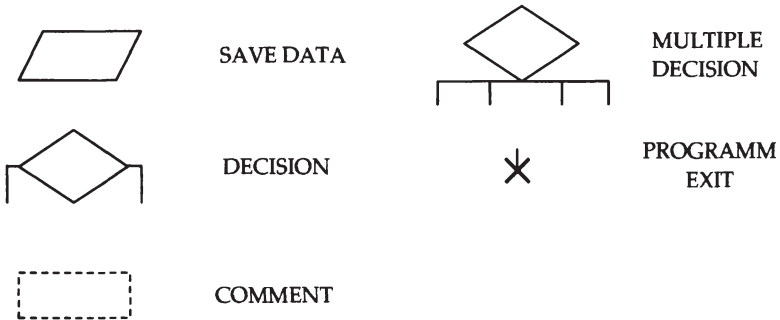 SAVE DATA
MULTIPLE
DECISION
DECISION
PROGRAMM
EXIT
COMMENT